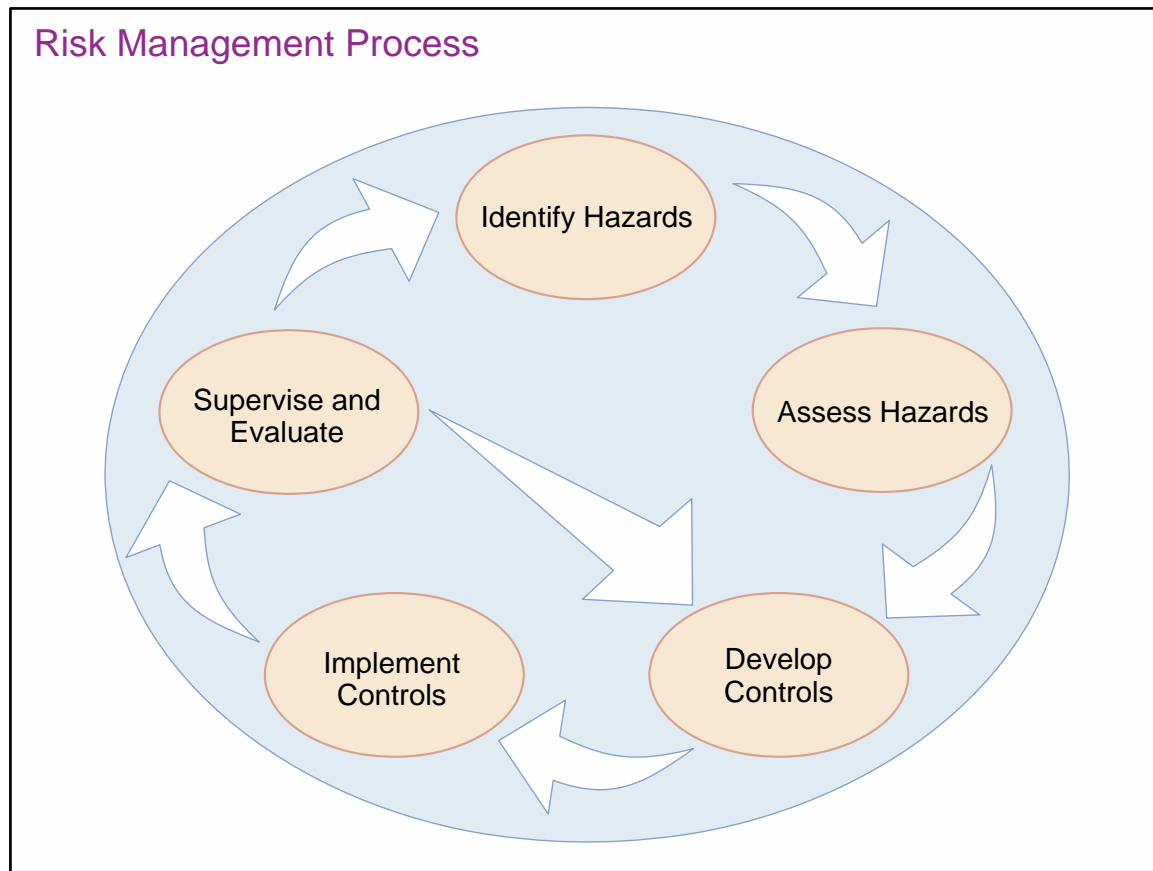 Risk Management Process
Identify Hazards
Assess Hazards
Develop
Controls
Implement
Controls
Supervise and
Evaluate